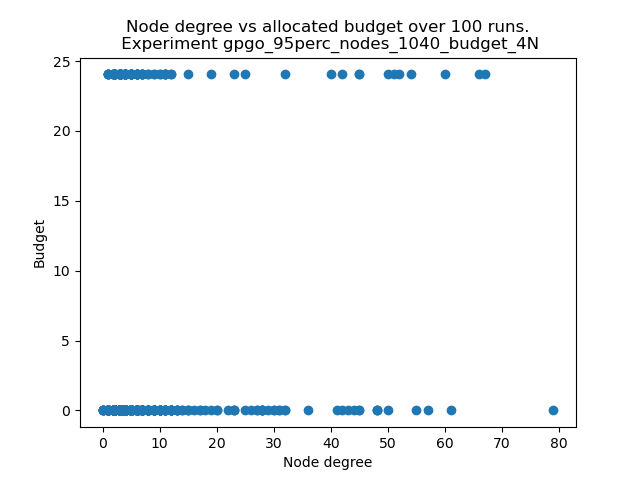 Node degree vs allocated budget over 100 runs.
Experiment gpgo_95perc_nodes_1040_budget_4N
25
20
15
10
5
0
Budget
0 10 20 30 40 50 60 70 80
Node degree